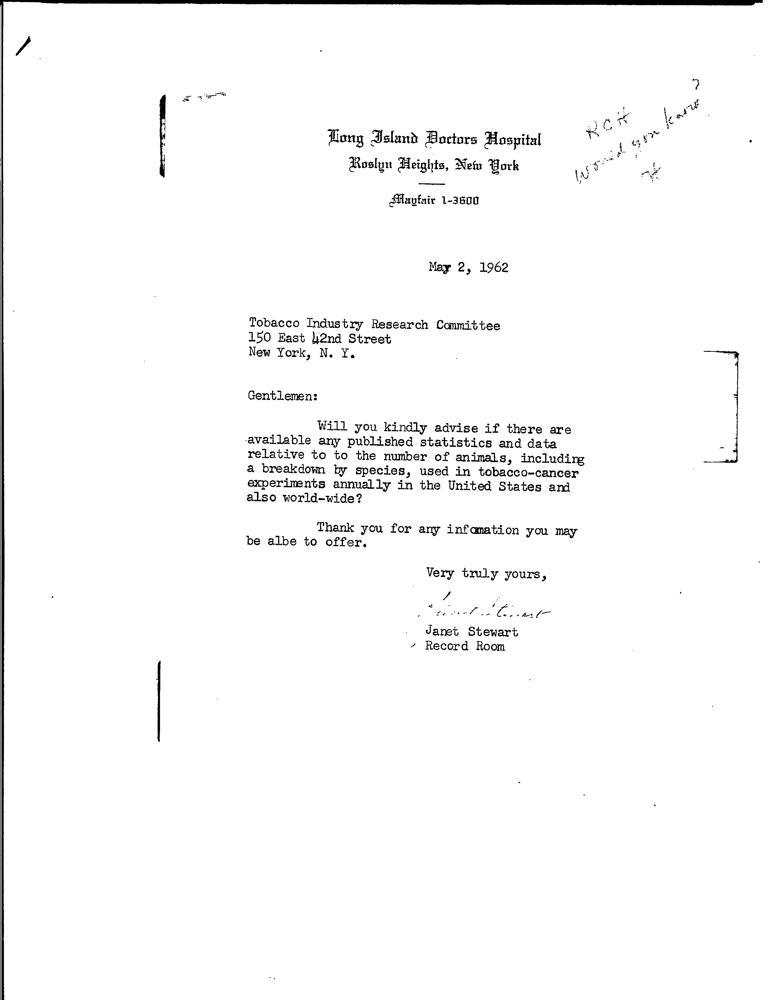 RCH
Would you know?
H
Long Island Doctors Hospital
Roslyn Heights, New York
Mayfair 1-3600
May 2, 1962
Tobacco Industry Research Committee
150 East 42nd Street
New York, N. Y.
Gentlemen:
Will you kindly advise if there are
available any published statistics and data
relative to to the number of animals, including
a breakdown by species, used in tobacco-cancer
experiments annually in the United States and
also world-wide?
Thank you for any infomation you may
be albe to offer.
Very truly yours,
Janet Stewart
Janet Stewart
Record Room